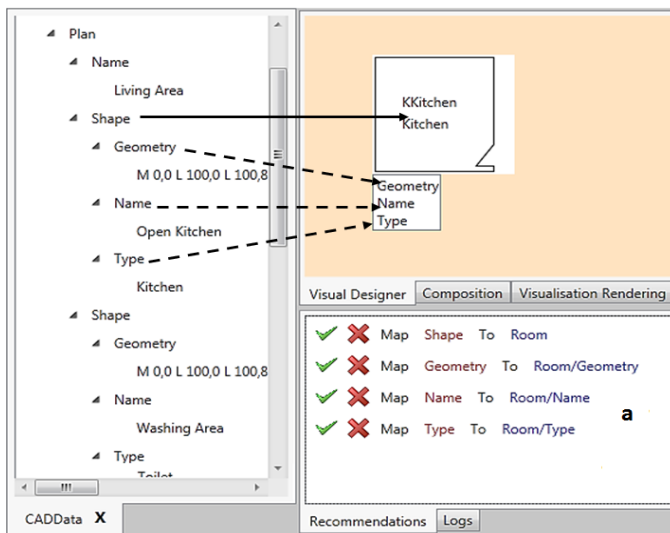 Plan
Name
Living Area
Shape
Geometry
M 0,0 L 100,0 L 100,8
Name
Open Kitchen
Type
Kitchen
Shape
Geometry
M 0,0 L 100,0 L 100,8
Name
Washing Area
Type
Toilet
CADData X
KKitchen
Kitchen
Geometry
Name
Type
Visual Designer Composition Visualisation Rendering
Map Shape To Room
Map Geometry To Room/Geometry
Map Name To Room/Name
Map Type To Room/Type
a
Recommendations Logs